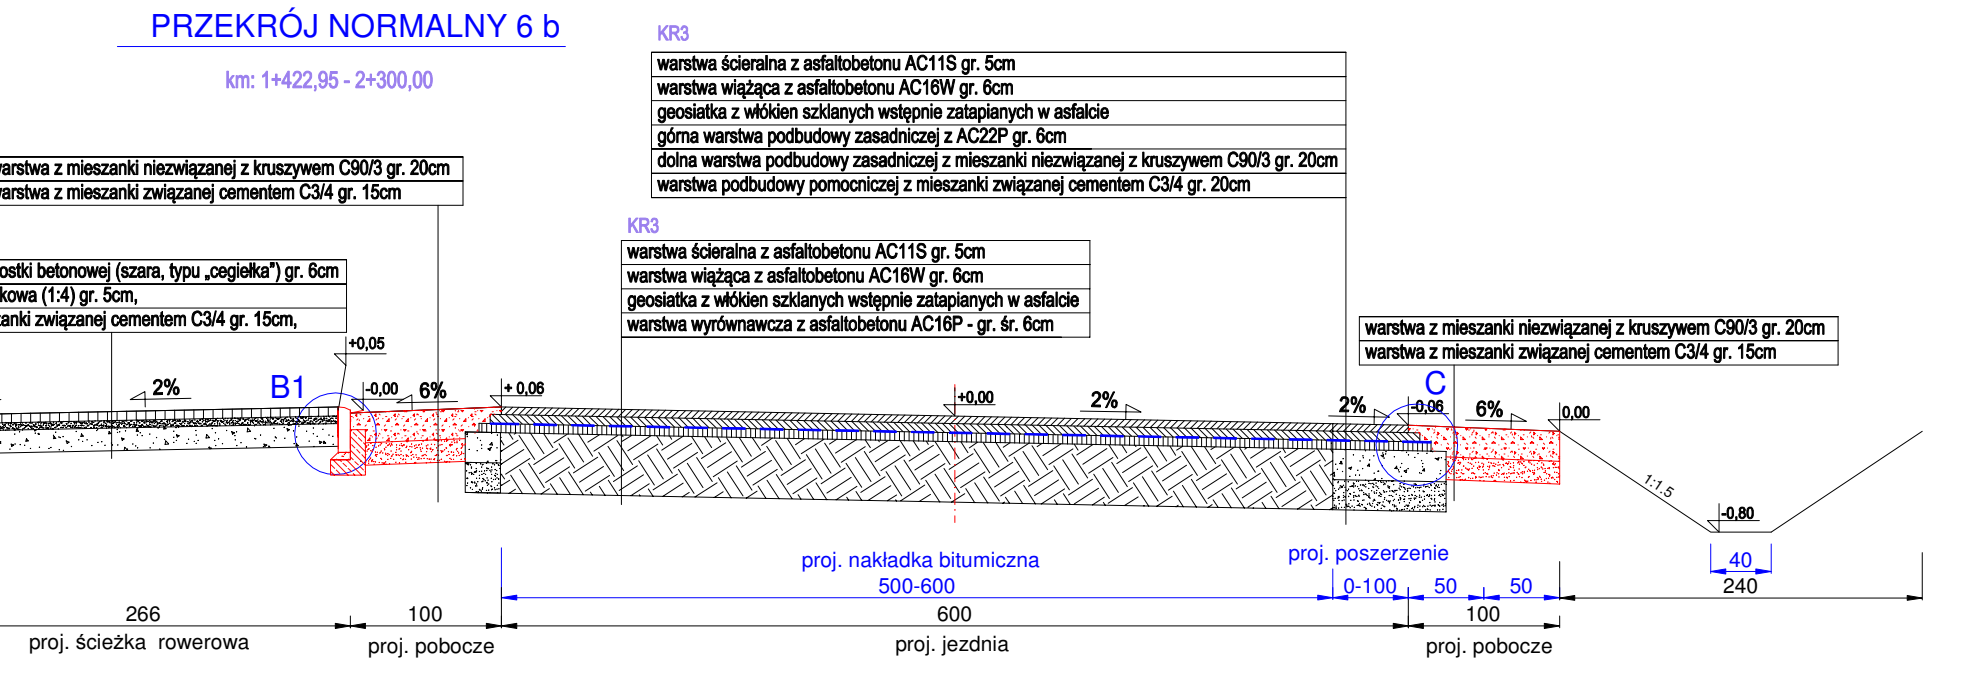 PRZEKRÓJ NORMALNY 6 b
km: 1+422,95 - 2+300,00
KR3
warstwa ścieralna z asfaltobetonu AC11S gr. 5cm
warstwa wiążąca z asfaltobetonu AC16W gr. 6cm
geosiatka z włókien szklanych wstępnie zatapianych w asfalcie
górna warstwa podbudowy zasadniczej z AC22P gr. 6cm
dolna warstwa podbudowy zasadniczej z mieszanki niezwiązanej z kruszywem C90/3 gr. 20cm
warstwa podbudowy pomocniczej z mieszanki związanej cementem C3/4 gr. 20cm
warstwa z mieszanki niezwiązanej z kruszywem C90/3 gr. 20cm
warstwa z mieszanki związanej cementem C3/4 gr. 15cm
KR3
warstwa ścieralna z asfaltobetonu AC11S gr. 5cm
warstwa wiążąca z asfaltobetonu AC16W gr. 6cm
geosiatka z włókien szklanych wstępnie zatapianych w asfalcie
warstwa wyrównawcza z asfaltobetonu AC16P - gr. śr. 6cm
ostki betonowej (szara, typu „cegiełka") gr. 6cm
kowa (1:4) gr. 5cm,
zanki związanej cementem C3/4 gr. 15cm,
warstwa z mieszanki niezwiązanej z kruszywem C90/3 gr. 20cm
warstwa z mieszanki związanej cementem C3/4 gr. 15cm
+0,05
2%
B1
-0,00
6%
+ 0,06
+0,00
2%
2%
C
-0,06
6%
0,00
1:1.5
-0,80
proj. nakładka bitumiczna
proj. poszerzenie
500-600
0-100
50
50
40
240
266
100
600
100
proj. ścieżka rowerowa
proj. pobocze
proj. jezdnia
proj. pobocze